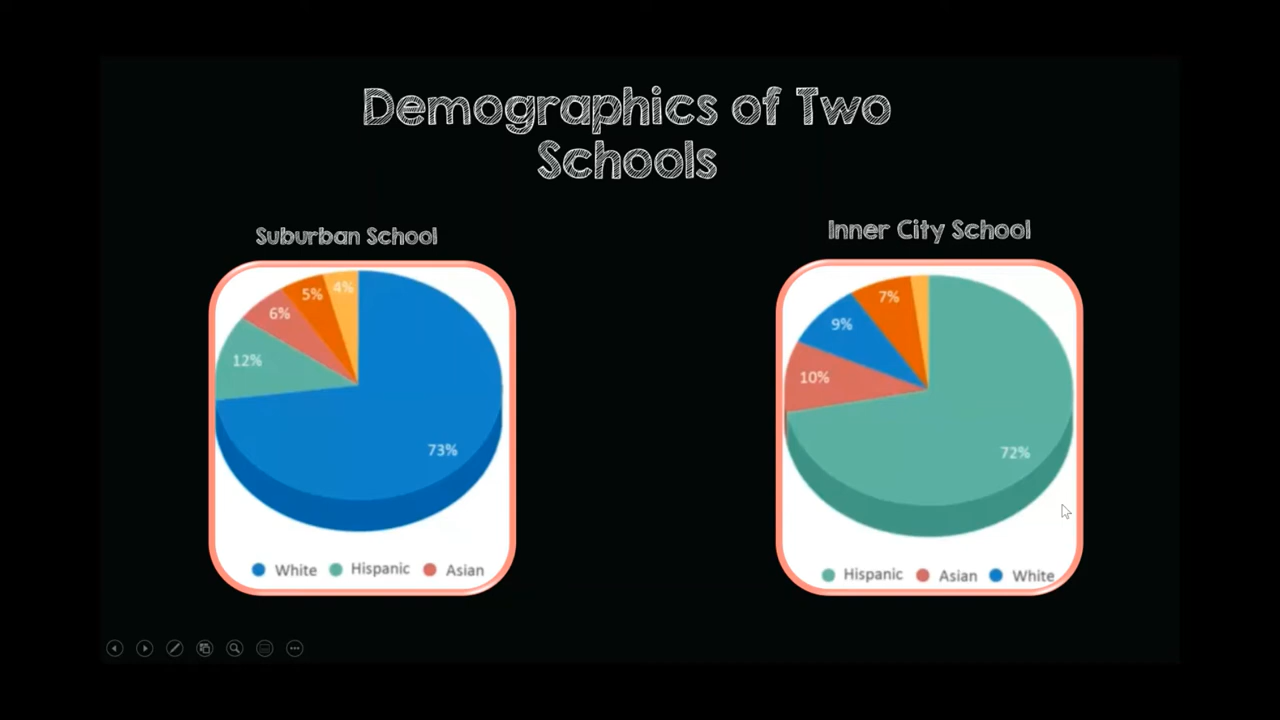 Demographics of Two
Schools
Suburban School
Inner City School
4%
5%
6%
12%
73%
White Hispanic Asian
7%
9%
10%
72%
Hispanic Asian White